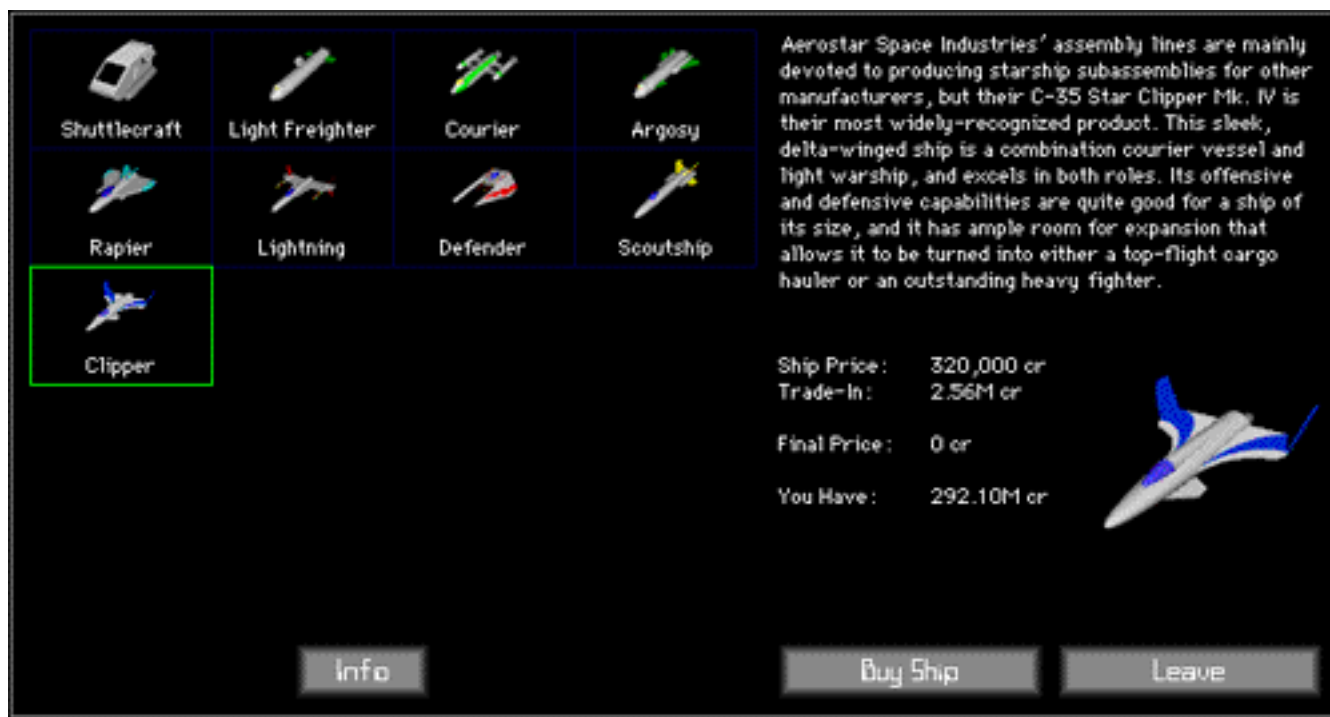 Shuttlecraft
Light Freighter
Courier
Argosy
Rapier
Lightning
Defender
Scoutship
Clipper
Aerostar Space Industries' assembly lines are mainly
devoted to producing starship subassemblies for other
manufacturers, but their C-35 Star Clipper Mk. IV is
their most widely-recognized product. This sleek,
delta-winged ship is a combination courier vessel and
light warship, and excels in both roles. Its offensive
and defensive capabilities are quite good for a ship of
its size, and it has ample room for expansion that
allows it to be turned into either a top-flight cargo
hauler or an outstanding heavy fighter.
Ship Price: 320,000 cr
Trade-In: 2.56M cr
Final Price: 0 cr
You Have: 292.10M cr
Info
Buy Ship
Leave